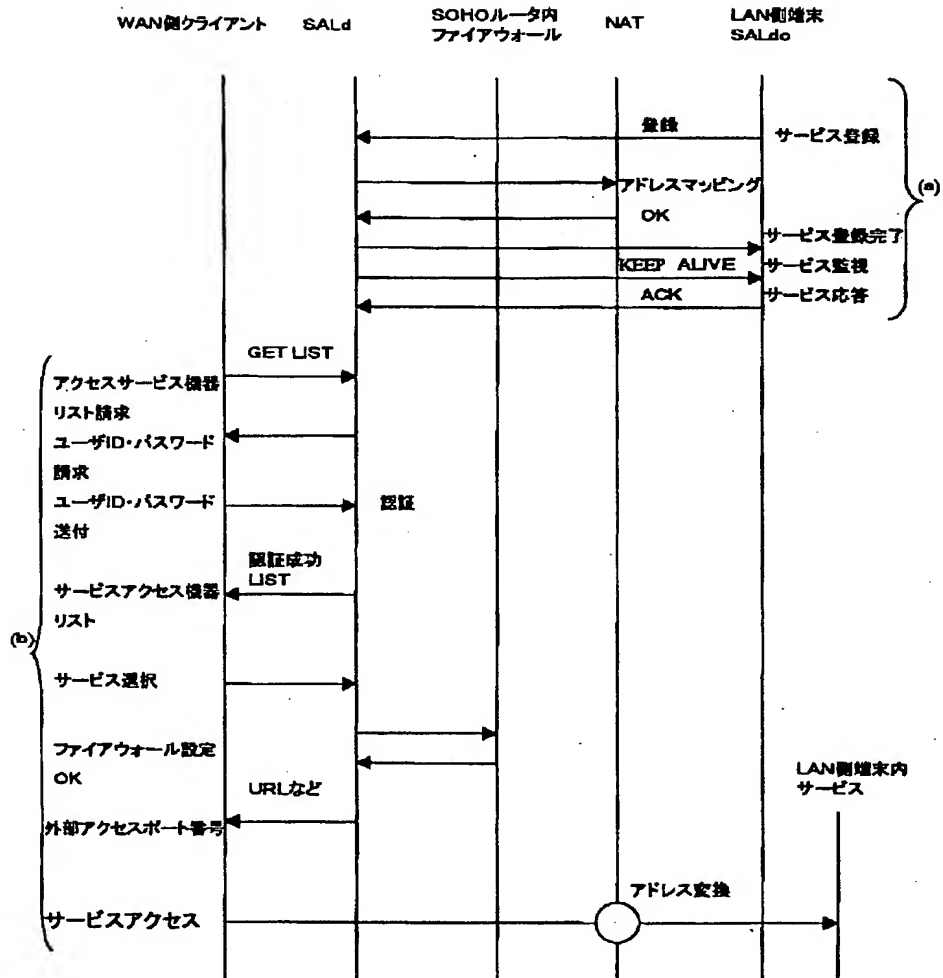 WAN側クライアント
SALd
SOHOルータ内
ファイアウォール
NAT
LAN側端末
SALdc
登録
サービス登録
アドレスマッピング
(a)
OK
サービス登録完了
KEEP ALIVE
サービス監視
ACK
サービス応答
GET LIST
アクセスサービス機器
リスト請求
ユーザID・パスワード
請求
ユーザID・パスワード
認証
送付
認証成功
LIST
サービスアクセス機器
リスト
(b)
サービス選択
ファイアウォール設定
OK
URLなど
LAN側端末内
サービス
外部アクセスポート番号
アドレス変換
サービスアクセス